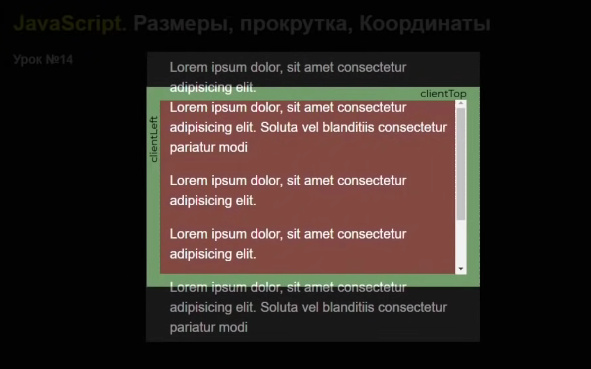 JavaScript. Размеры, прокрутка, Координаты
Урок №14
Lorem ipsum dolor, sit amet consectetur
adipisicing elit.
clientTop
clientLeft
Lorem ipsum dolor, sit amet consectetur
adipisicing elit. Soluta vel blanditiis consectetur
pariatur modi
Lorem ipsum dolor, sit amet consectetur
adipisicing elit.
Lorem ipsum dolor, sit amet consectetur
adipisicing elit.
Lorem ipsum dolor, sit amet consectetur
adipisicing elit. Soluta vel blanditiis consectetur
pariatur modi